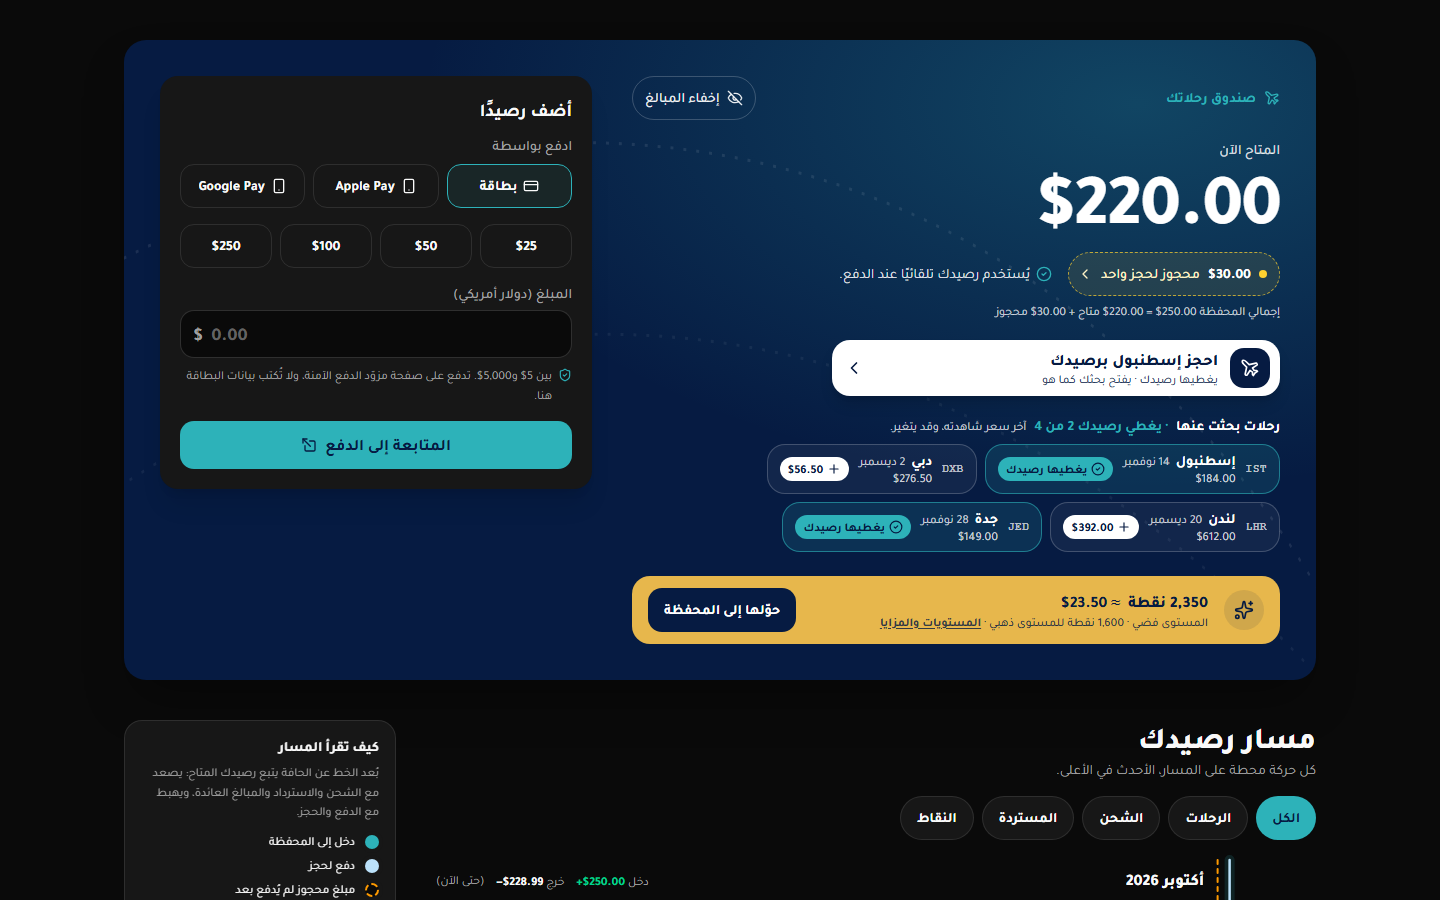 صندوق رحلاتك
إخفاء المبالغ
المتاح الآن
$220.00
$30.00 محجوز لحجز واحد
يُستخدم رصيدك تلقائيًا عند الدفع.
إجمالي المحفظة $250.00 = $220.00 متاح + $30.00 محجوز
احجز إسطنبول برصيدك
يغطيها رصيدك · يفتح بحثك كما هو
رحلات بحثت عنها · يغطي رصيدك 2 من 4 آخر سعر شاهدته، وقد يتغير.
IST إسطنبول 14 نوفمبر $184.00 يغطيها رصيدك
DXB دبي 2 ديسمبر $276.50 + $56.50
LHR لندن 20 ديسمبر $612.00 + $392.00
JED جدة 28 نوفمبر $149.00 يغطيها رصيدك
2,350 نقطة ≈ $23.50
المستوى فضي · 1,600 نقطة للمستوى ذهبي · المستويات والمزايا
حوّلها إلى المحفظة
أضف رصيدًا
ادفع بواسطة
بطاقة
Apple Pay
Google Pay
$25
$50
$100
$250
المبلغ (دولار أمريكي)
$ 0.00
بين $5 و$5,000. تدفع على صفحة مزوّد الدفع الآمنة، ولا تُكتب بيانات البطاقة
هنا.
المتابعة إلى الدفع
مسار رصيدك
كل حركة محطة على المسار، الأحدث في الأعلى.
الكل
الرحلات
الشحن
المستردة
النقاط
أكتوبر 2026
دخل +$250.00 خرج −$228.99 (حتى الآن)
كيف تقرأ المسار
بُعد الخط عن الحافة يتبع رصيدك المتاح: يصعد
مع الشحن والاسترداد والمبالغ العائدة، ويهبط
مع الدفع والحجز.
دخل إلى المحفظة
دفع لحجز
مبلغ محجوز لم يُدفع بعد